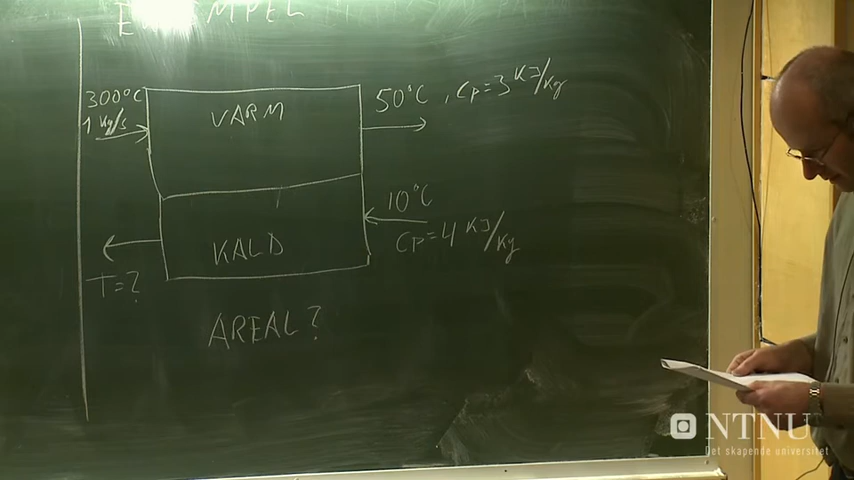 EKSEMPEL
300°C
1 kg/s
VARM
50°C, Cp=3 KJ/kg
10°C
Cp=4 KJ/kg
KALD
T=?
AREAL?
NTNU
Det skapende universitet